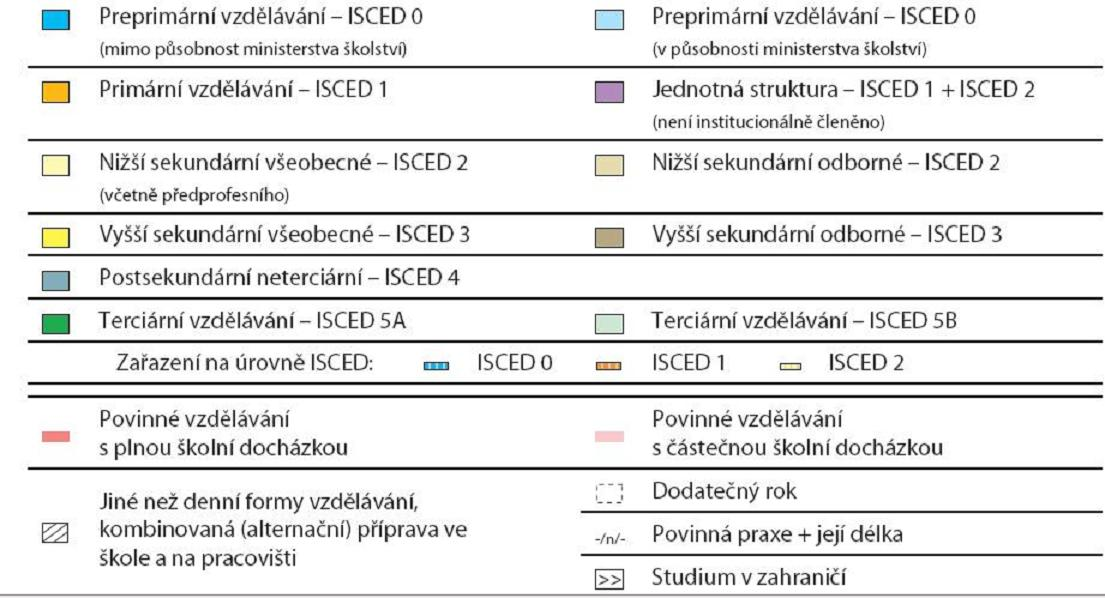 Preprimární vzdělávání – ISCED 0
(mimo působnost ministerstva školství)
Preprimární vzdělávání – ISCED 0
(v působnosti ministerstva školství)
Primární vzdělávání – ISCED 1
Jednotná struktura – ISCED 1 + ISCED 2
(není institucionálně členěno)
Nižší sekundární všeobecné – ISCED 2
(včetně předprofesního)
Nižší sekundární odborné – ISCED 2
Vyšší sekundární všeobecné – ISCED 3
Vyšší sekundární odborné – ISCED 3
Postsekundární neterciární – ISCED 4
Terciární vzdělávání – ISCED 5A
Terciární vzdělávání – ISCED 5B
Zařazení na úrovně ISCED: ISCED 0 ISCED 1 ISCED 2
Povinné vzdělávání
s plnou školní docházkou
Povinné vzdělávání
s částečnou školní docházkou
Jiné než denní formy vzdělávání,
kombinovaná (alternační) příprava ve
škole a na pracovišti
Dodatečný rok
-/n/- Povinná praxe + její délka
>> Studium v zahraničí